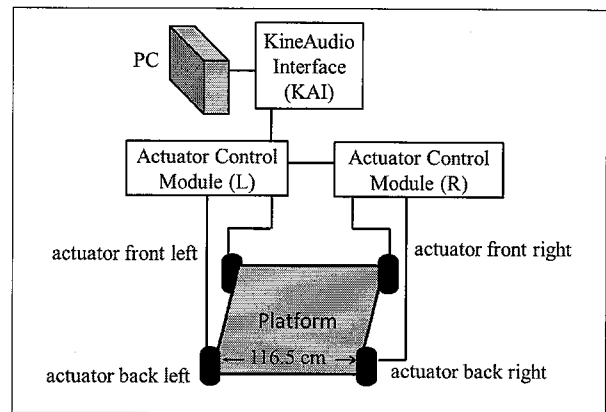 PC
KineAudio
Interface
(KAI)
Actuator Control
Module (L)
Actuator Control
Module (R)
actuator front left
actuator front right
Platform
116.5 cm
actuator back left
actuator back right